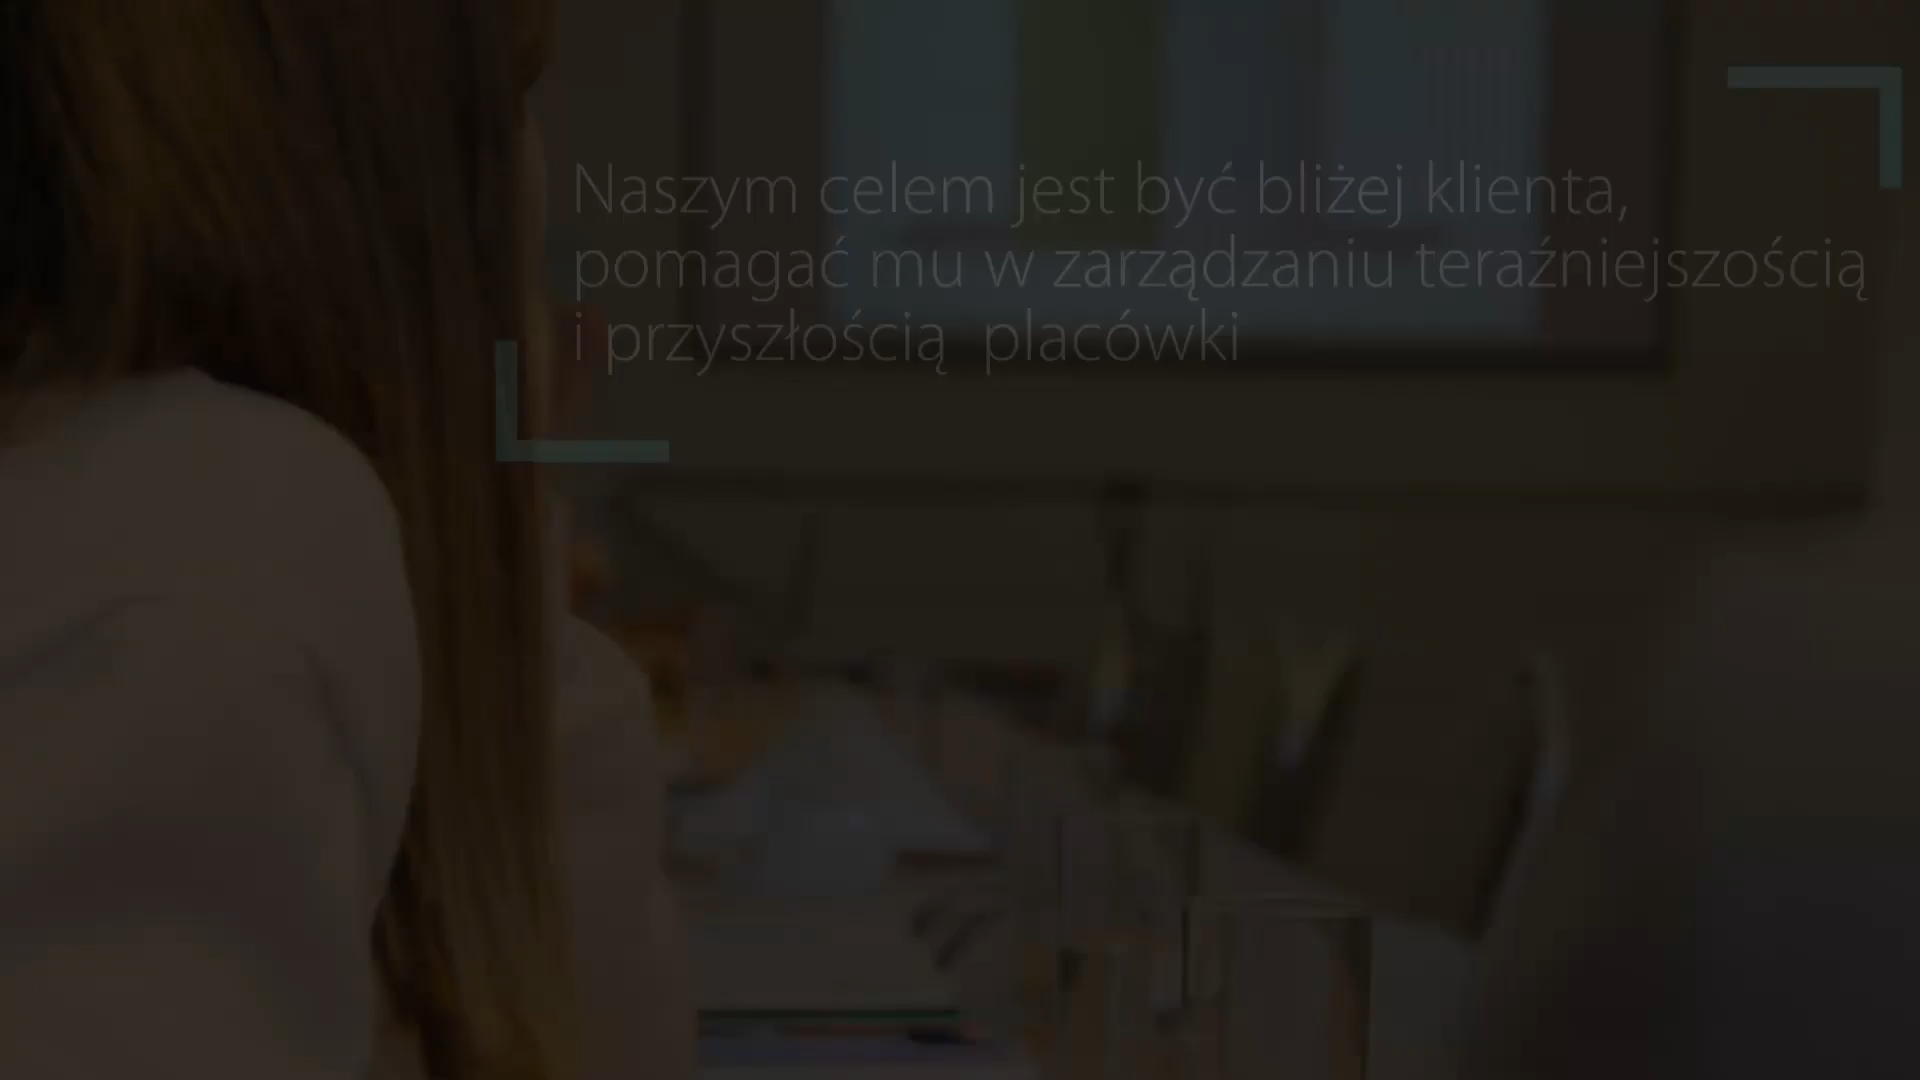 Naszym celem jest być bliżej klienta,
pomagać mu w zarządzaniu teraźniejszością
i przyszłością placówki